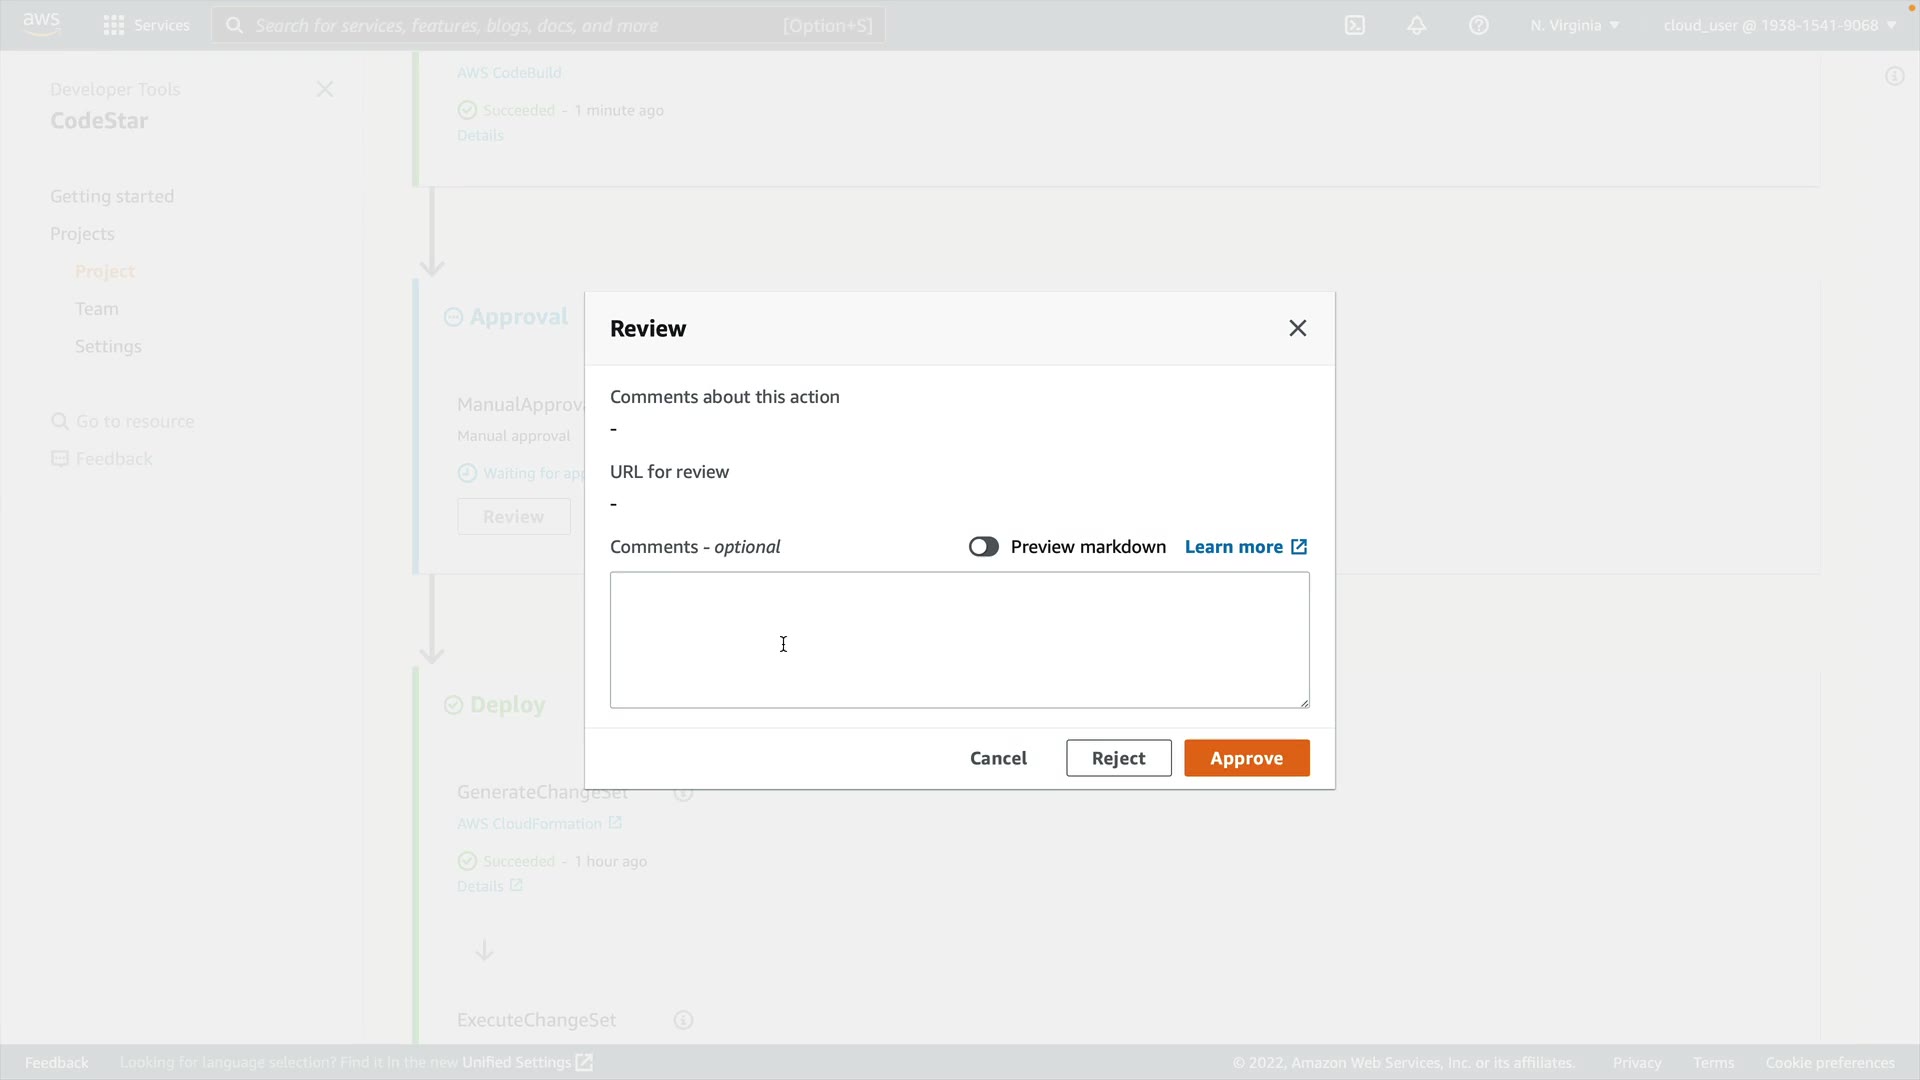 aws Services Search for services, features, blogs, docs, and more [Option+S] N. Virginia cloud_user @ 1938-1541-9068
Developer Tools
CodeStar
Getting started
Projects
Project
Team
Settings
Go to resource
Feedback
AWS CodeBuild
Succeeded - 1 minute ago
Details
Approval
ManualApprova
Manual approval
Waiting for app
Review
Review
Comments about this action
-
URL for review
-
Comments - optional Preview markdown Learn more
Cancel Reject Approve
Deploy
GenerateChangeSet
AWS CloudFormation
Succeeded - 1 hour ago
Details
ExecuteChangeSet
Feedback Looking for language selection? Find it in the new Unified Settings © 2022, Amazon Web Services, Inc. or its affiliates. Privacy Terms Cookie preferences